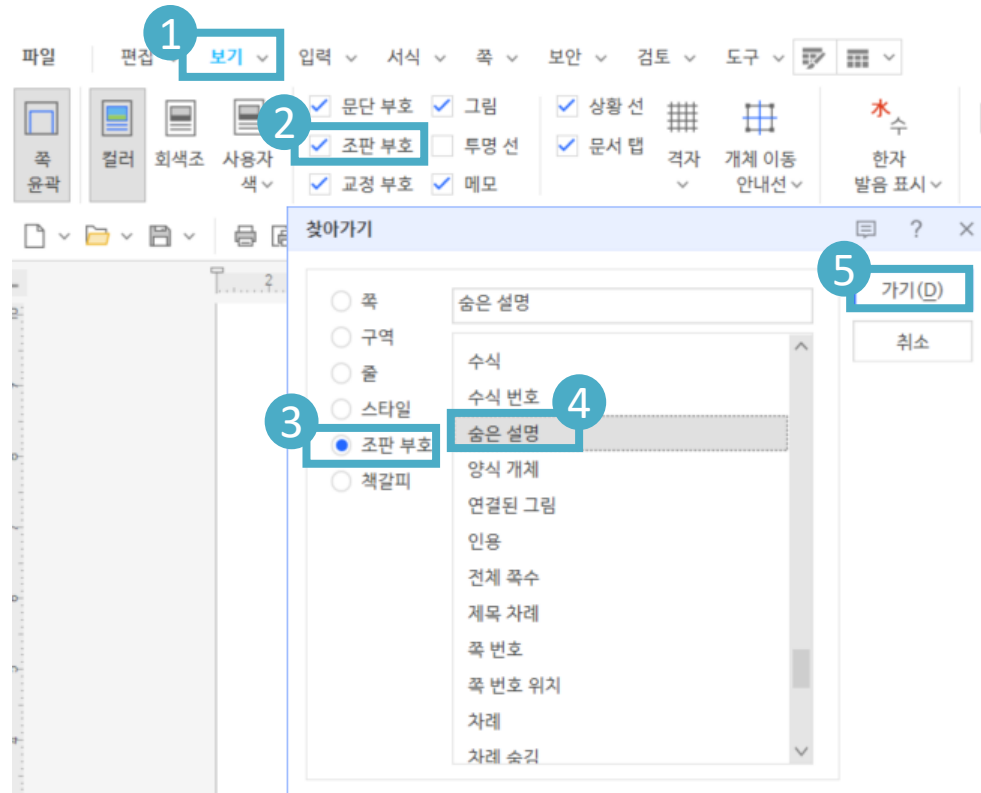 1
파일 편집 보기 입력 서식 쪽 보안 검토 도구
2
문단 부호 그림 상황 선
조판 부호 투명 선 문서 탭
교정 부호 메모
쪽 윤곽
컬러
회색조
사용자 색
격자
개체 이동 안내선
水 수
한자 발음 표시
찾아가기 ? ×
2
5
가기(D)
취소
쪽
구역
줄
스타일
3
조판 부호
책갈피
숨은 설명
수식
수식 번호
4
숨은 설명
양식 개체
연결된 그림
인용
전체 쪽수
제목 차례
쪽 번호
쪽 번호 위치
차례
차례 숨김